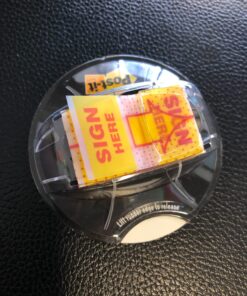 Post-it
SIGN
HERE
SIGN
HERE
Lift rubber edge to release